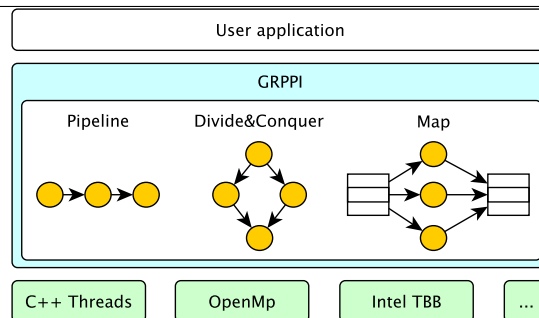 User application
GRPPI
Pipeline Divide&Conquer Map
C++ Threads OpenMp Intel TBB ...